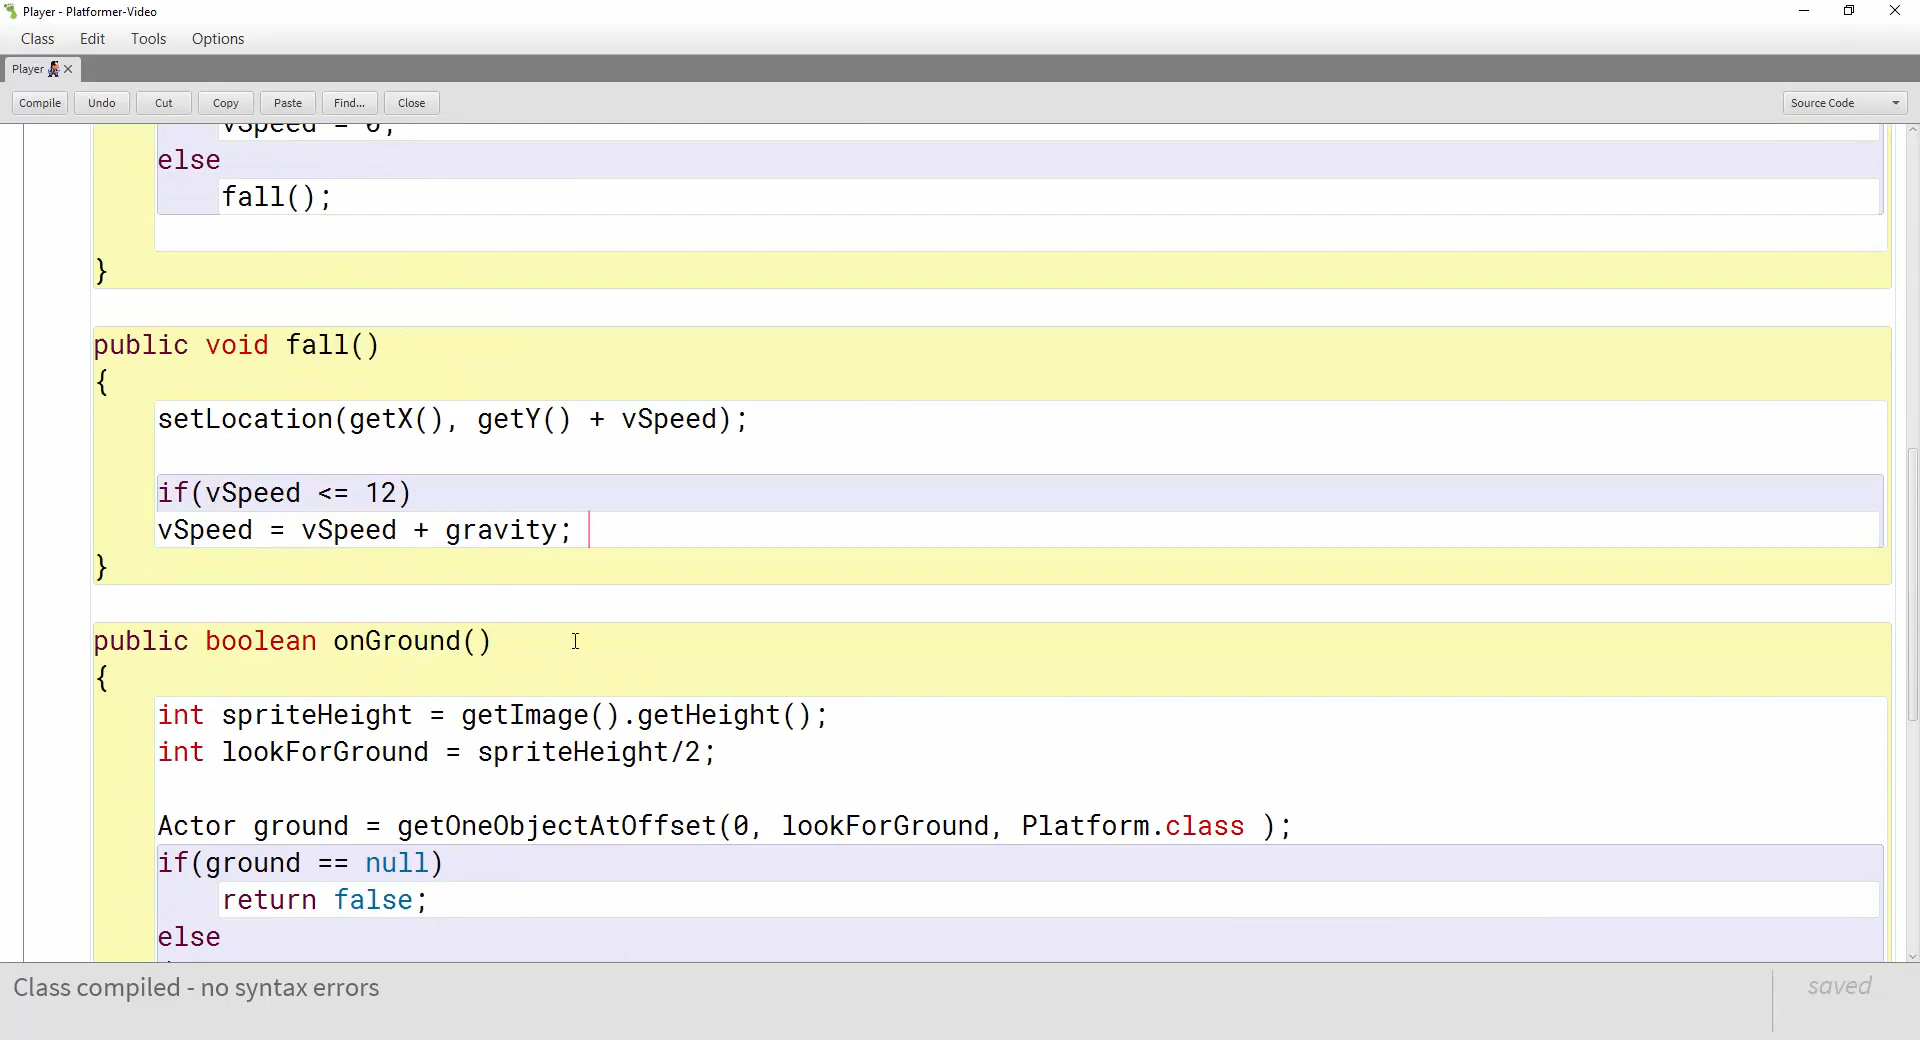 Player - Platformer-Video
Class Edit Tools Options
Player
Compile Undo Cut Copy Paste Find... Close Source Code
else
fall();
}
public void fall()
{
setLocation(getX(), getY() + vSpeed);
if(vSpeed <= 12)
vSpeed = vSpeed + gravity;
}
public boolean onGround()
{
int spriteHeight = getImage().getHeight();
int lookForGround = spriteHeight/2;
Actor ground = getOneObjectAtOffset(0, lookForGround, Platform.class );
if(ground == null)
return false;
else
Class compiled - no syntax errors
saved